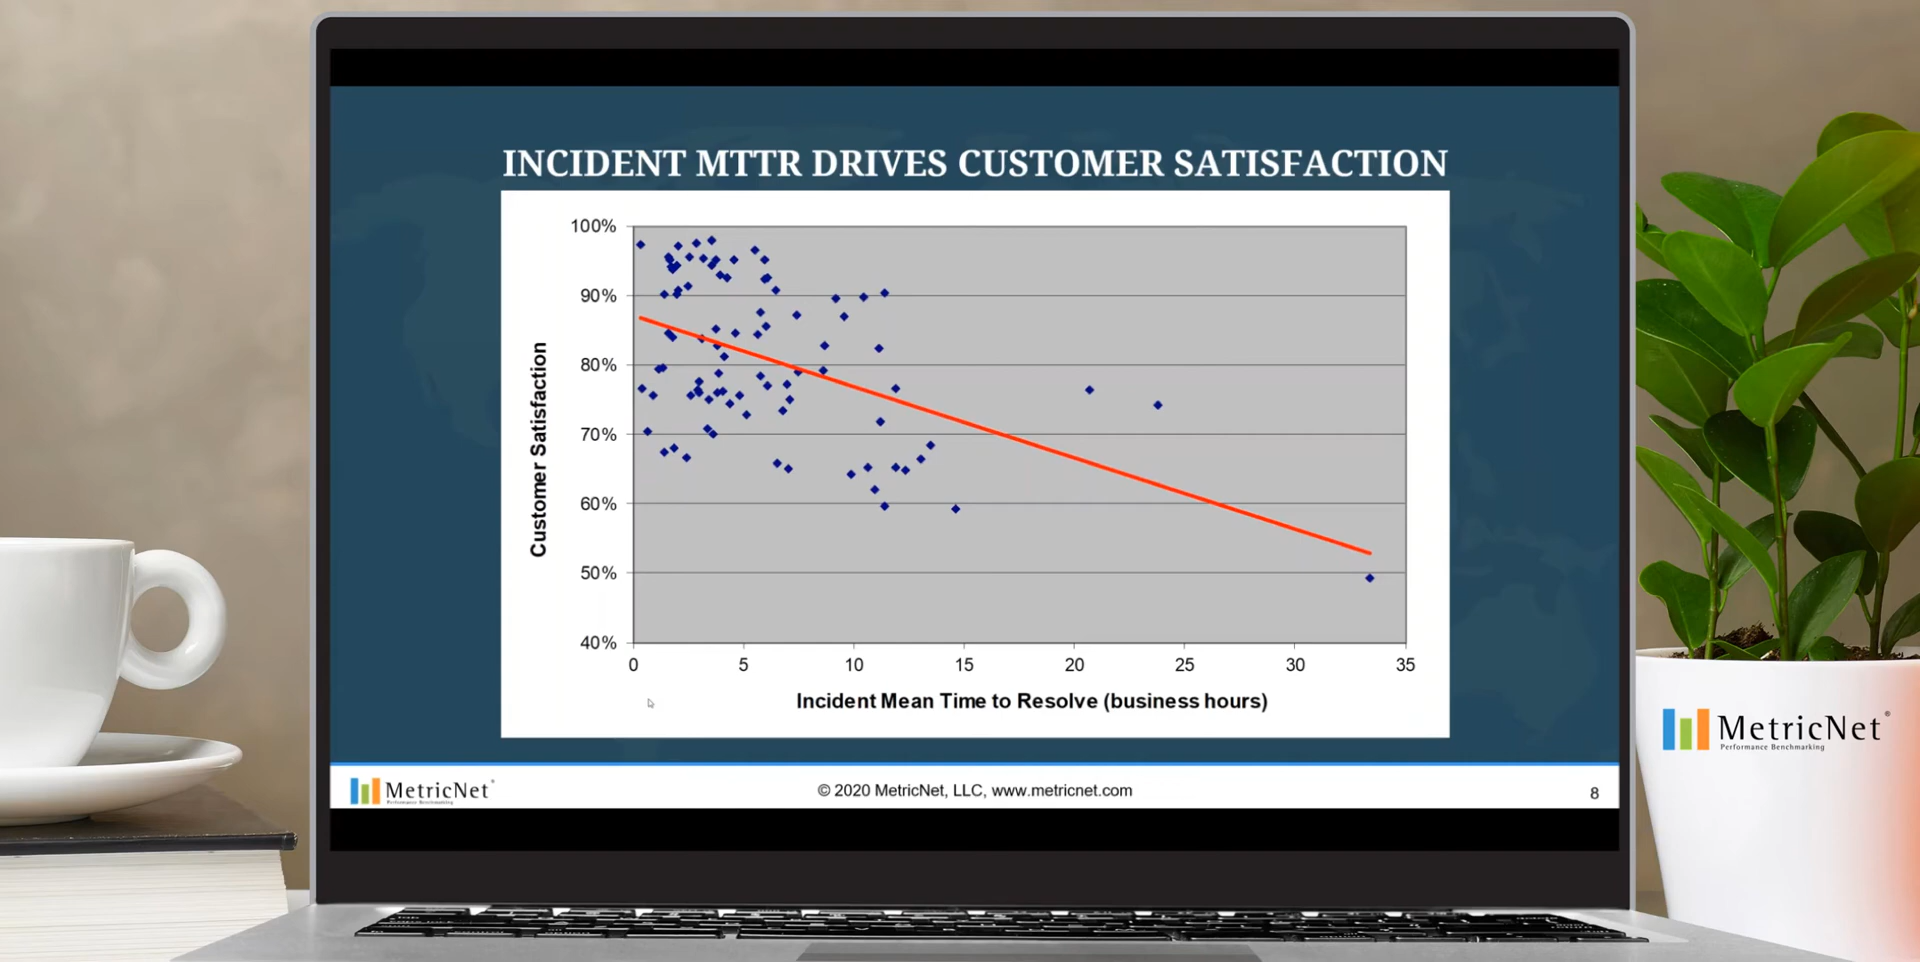 INCIDENT MTTR DRIVES CUSTOMER SATISFACTION
100%
90%
80%
70%
60%
50%
40%
Customer Satisfaction
0 5 10 15 20 25 30 35
Incident Mean Time to Resolve (business hours)
MetricNet®
Performance Benchmarking
© 2020 MetricNet, LLC, www.metricnet.com
8
MetricNet®
Performance Benchmarking